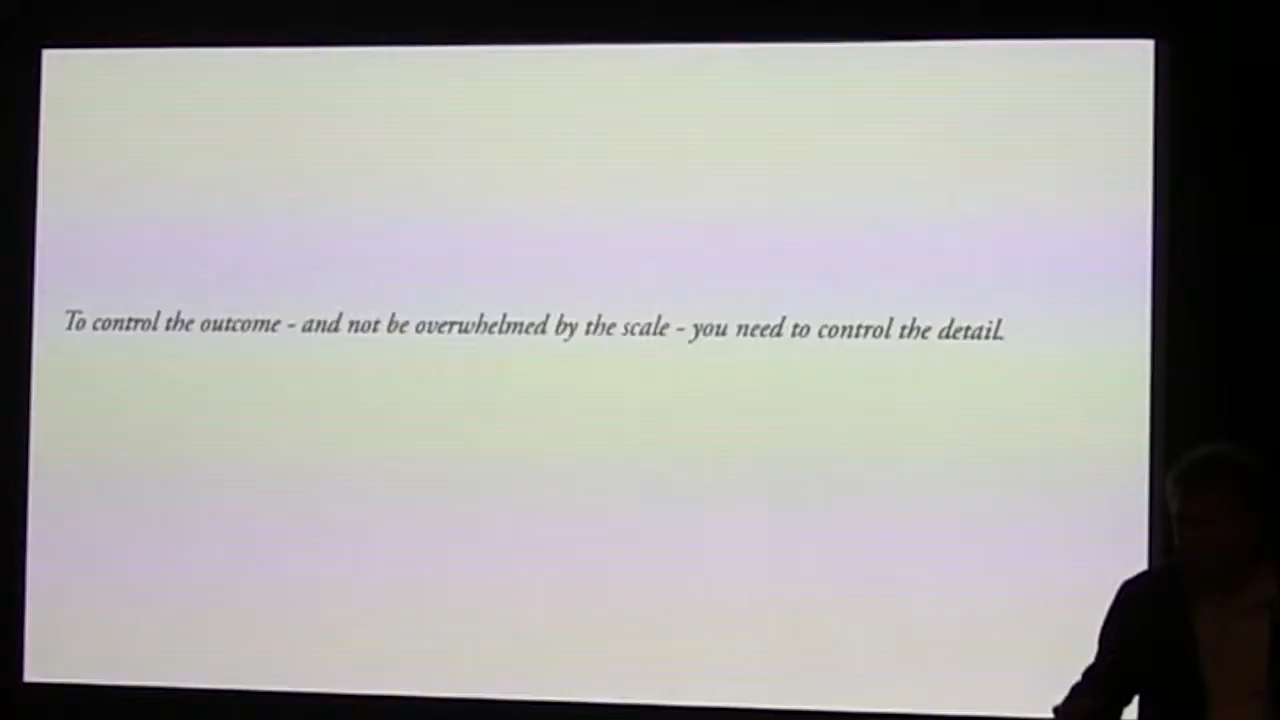 To control the outcome - and not be overwhelmed by the scale - you need to control the detail.